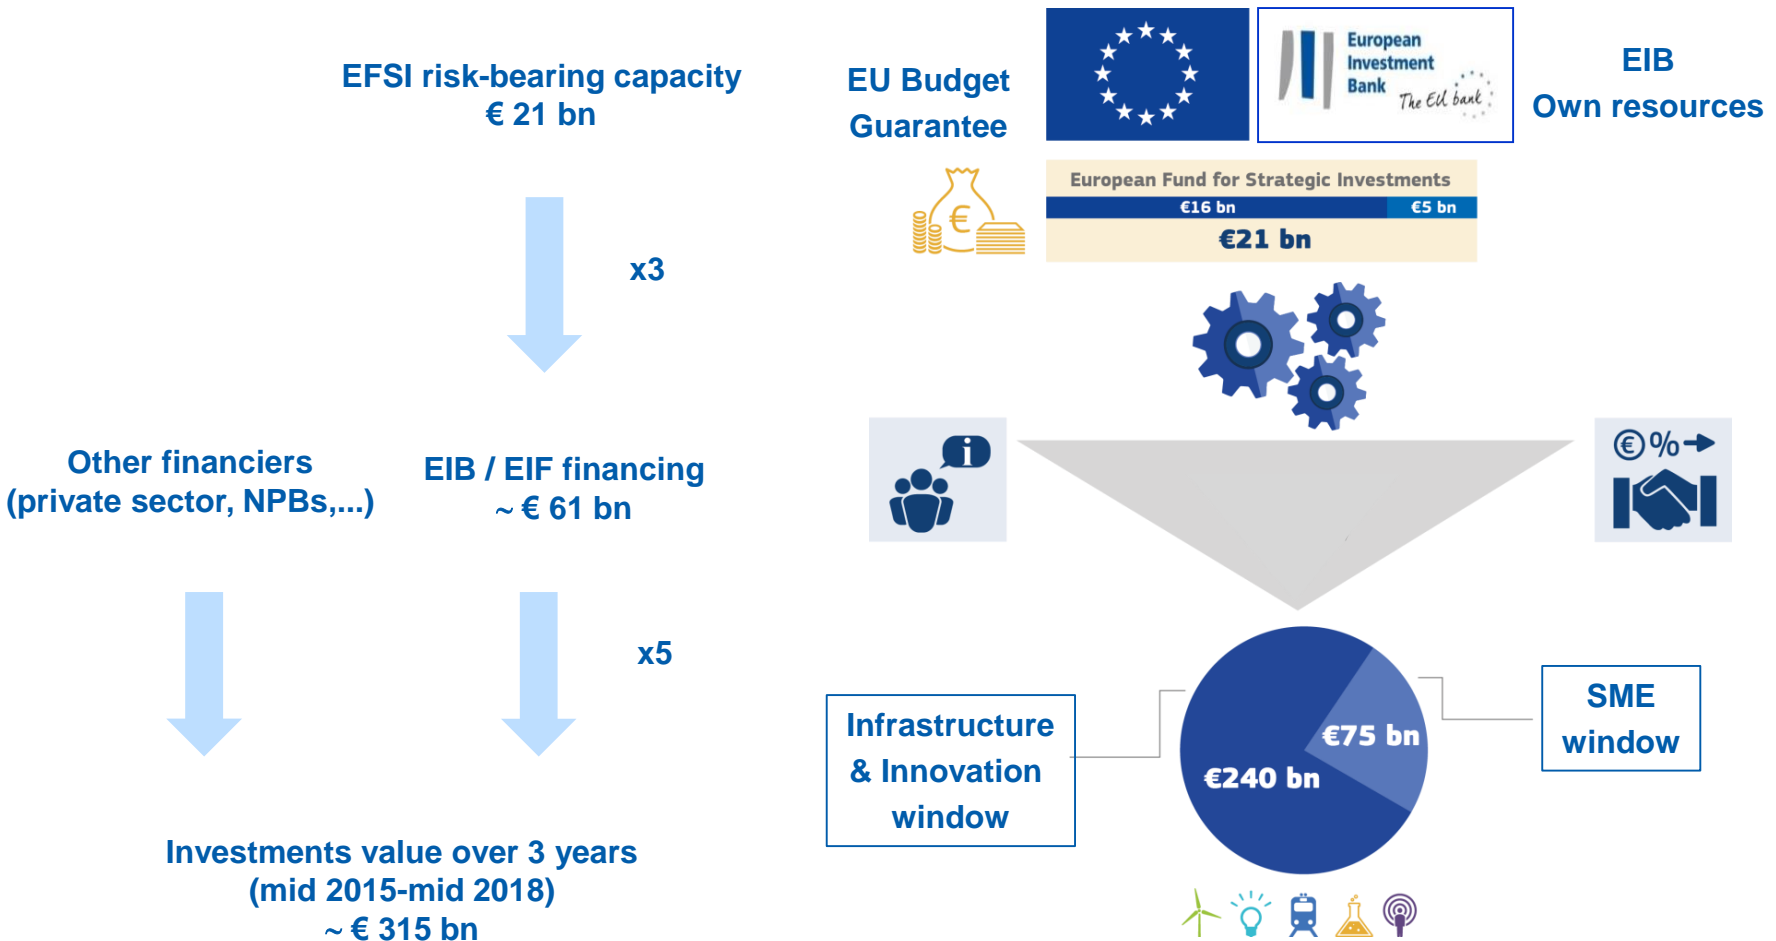 EFSI risk-bearing capacity
€ 21 bn
x3
Other financiers
(private sector, NPBs,...)
EIB / EIF financing
~ € 61 bn
x5
Investments value over 3 years
(mid 2015-mid 2018)
~ € 315 bn
EU Budget
Guarantee
European
Investment
Bank
The EU bank
EIB
Own resources
European Fund for Strategic Investments
€16 bn
€5 bn
€21 bn
€
i
€%
Infrastructure
& Innovation
window
€240 bn
€75 bn
SME
window